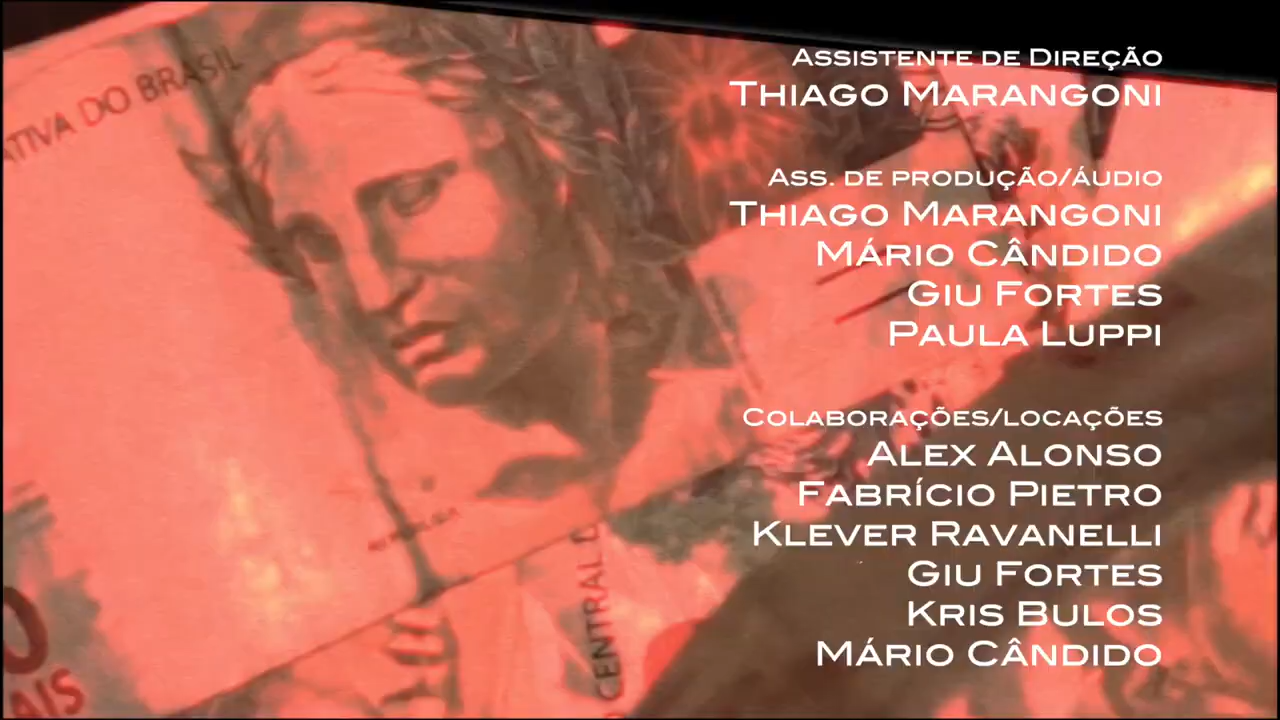 ATIVA DO BRASIL
Assistente de Direção
Thiago Marangoni
Ass. de produção/áudio
Thiago Marangoni
Mário Cândido
Giu Fortes
Paula Luppi
Colaborações/locações
Alex Alonso
Fabrício Pietro
Klever Ravanelli
Giu Fortes
Kris Bulos
Mário Cândido
CENTRAL
AIS